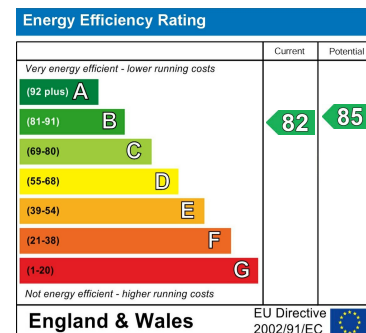 Energy Efficiency Rating
Current Potential
Very energy efficient - lower running costs
(92 plus) A
(81-91) B
82 85
(69-80) C
(55-68) D
(39-54) E
(21-38) F
(1-20) G
Not energy efficient - higher running costs
England & Wales
EU Directive
2002/91/EC